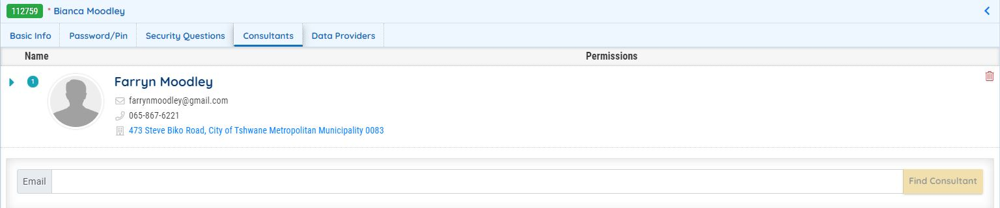 112759 * Bianca Moodley
Basic Info Password/Pin Security Questions Consultants Data Providers
Name Permissions
1 Farryn Moodley
farrynmoodley@gmail.com
065-867-6221
473 Steve Biko Road, City of Tshwane Metropolitan Municipality 0083
Email Find Consultant